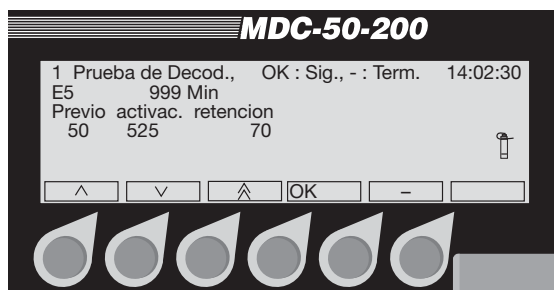 MDC-50-200
1 Prueba de Decod., OK : Sig., - : Term. 14:02:30
E5 999 Min
Previo activac. retencion
50 525 70
OK –